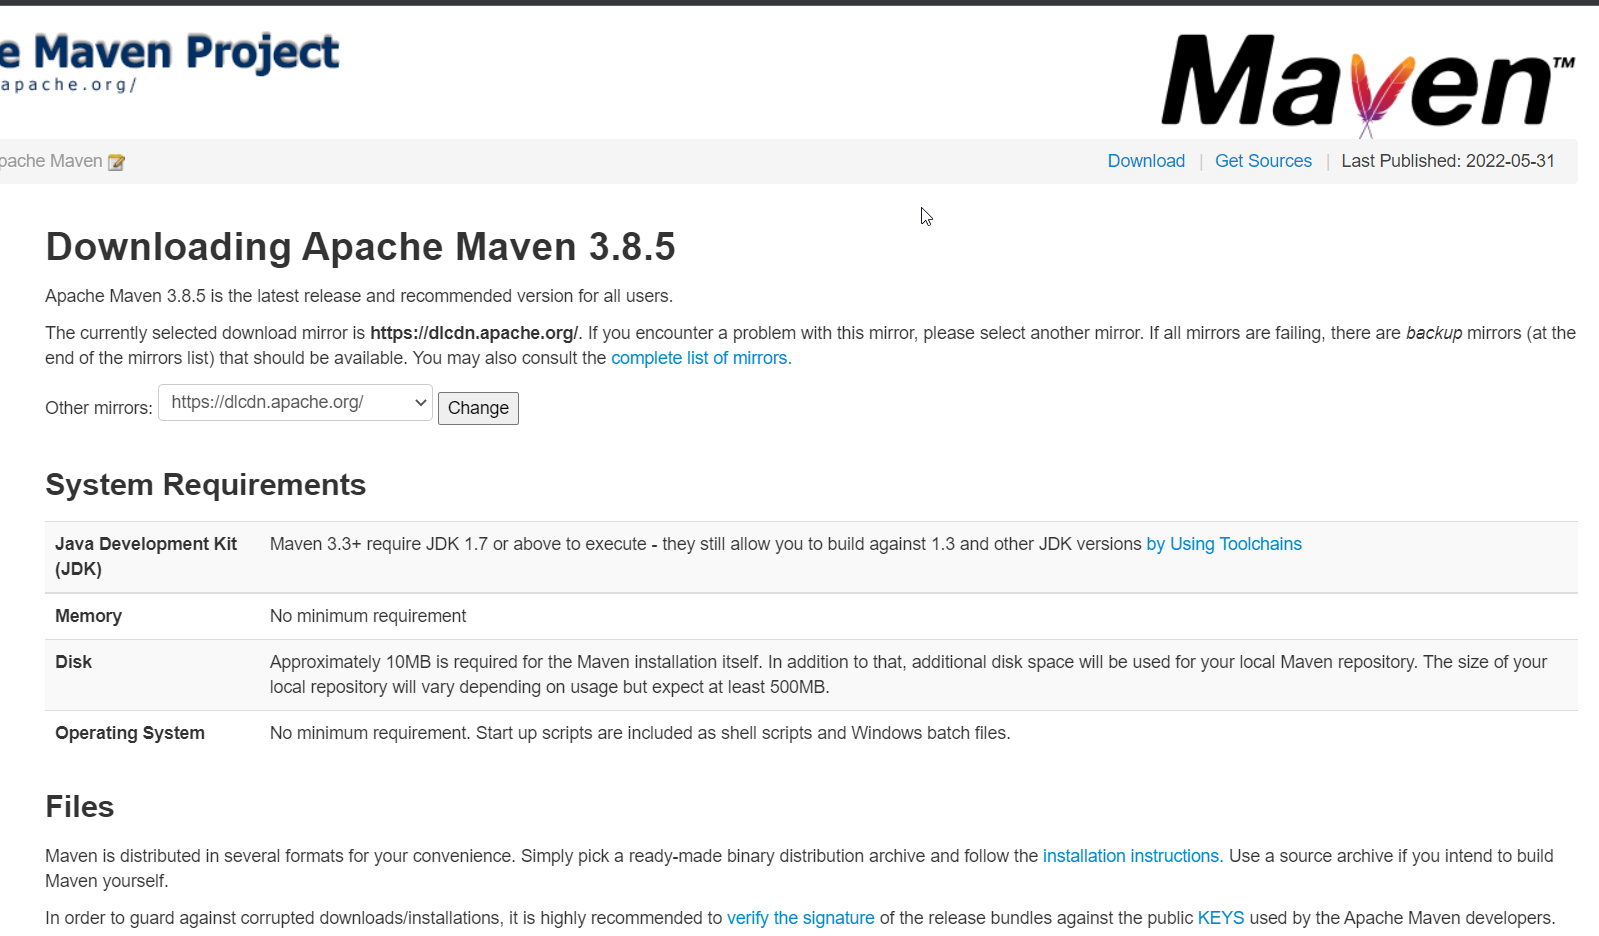 e Maven Project
apache.org/
Maven™
pache Maven
Download | Get Sources | Last Published: 2022-05-31
Downloading Apache Maven 3.8.5
Apache Maven 3.8.5 is the latest release and recommended version for all users.
The currently selected download mirror is https://dlcdn.apache.org/. If you encounter a problem with this mirror, please select another mirror. If all mirrors are failing, there are backup mirrors (at the
end of the mirrors list) that should be available. You may also consult the complete list of mirrors.
Other mirrors: https://dlcdn.apache.org/ Change
System Requirements
Java Development Kit Maven 3.3+ require JDK 1.7 or above to execute - they still allow you to build against 1.3 and other JDK versions by Using Toolchains
(JDK)
Memory No minimum requirement
Disk Approximately 10MB is required for the Maven installation itself. In addition to that, additional disk space will be used for your local Maven repository. The size of your
local repository will vary depending on usage but expect at least 500MB.
Operating System No minimum requirement. Start up scripts are included as shell scripts and Windows batch files.
Files
Maven is distributed in several formats for your convenience. Simply pick a ready-made binary distribution archive and follow the installation instructions. Use a source archive if you intend to build
Maven yourself.
In order to guard against corrupted downloads/installations, it is highly recommended to verify the signature of the release bundles against the public KEYS used by the Apache Maven developers.